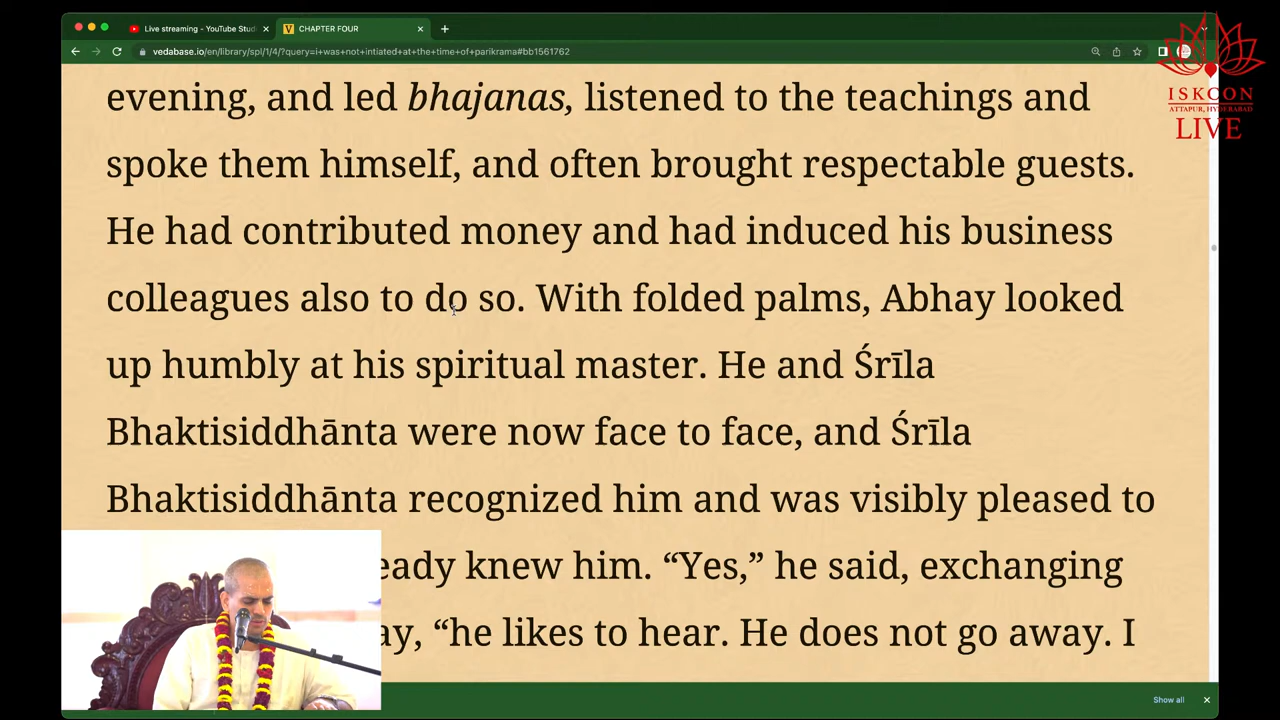 Live streaming - YouTube Stud
CHAPTER FOUR
vedabase.io/en/library/spl/1/4/?query=i+was+not+intiated+at+the+time+of+parikrama#bb1561762
ISKCON
ATTAPUR, HYDERABAD
LIVE
evening, and led bhajanas, listened to the teachings and
spoke them himself, and often brought respectable guests.
He had contributed money and had induced his business
colleagues also to do so. With folded palms, Abhay looked
up humbly at his spiritual master. He and Śrīla
Bhaktisiddhānta were now face to face, and Śrīla
Bhaktisiddhānta recognized him and was visibly pleased to
eady knew him. “Yes,” he said, exchanging
ay, “he likes to hear. He does not go away. I
Show all